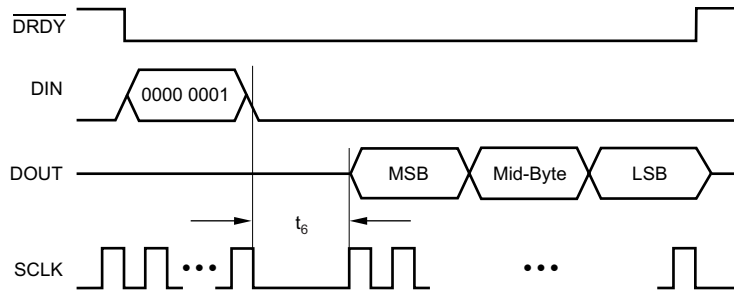 DRDY
DIN
0000 0001
DOUT
MSB
Mid-Byte
LSB
t6
SCLK
•••
•••